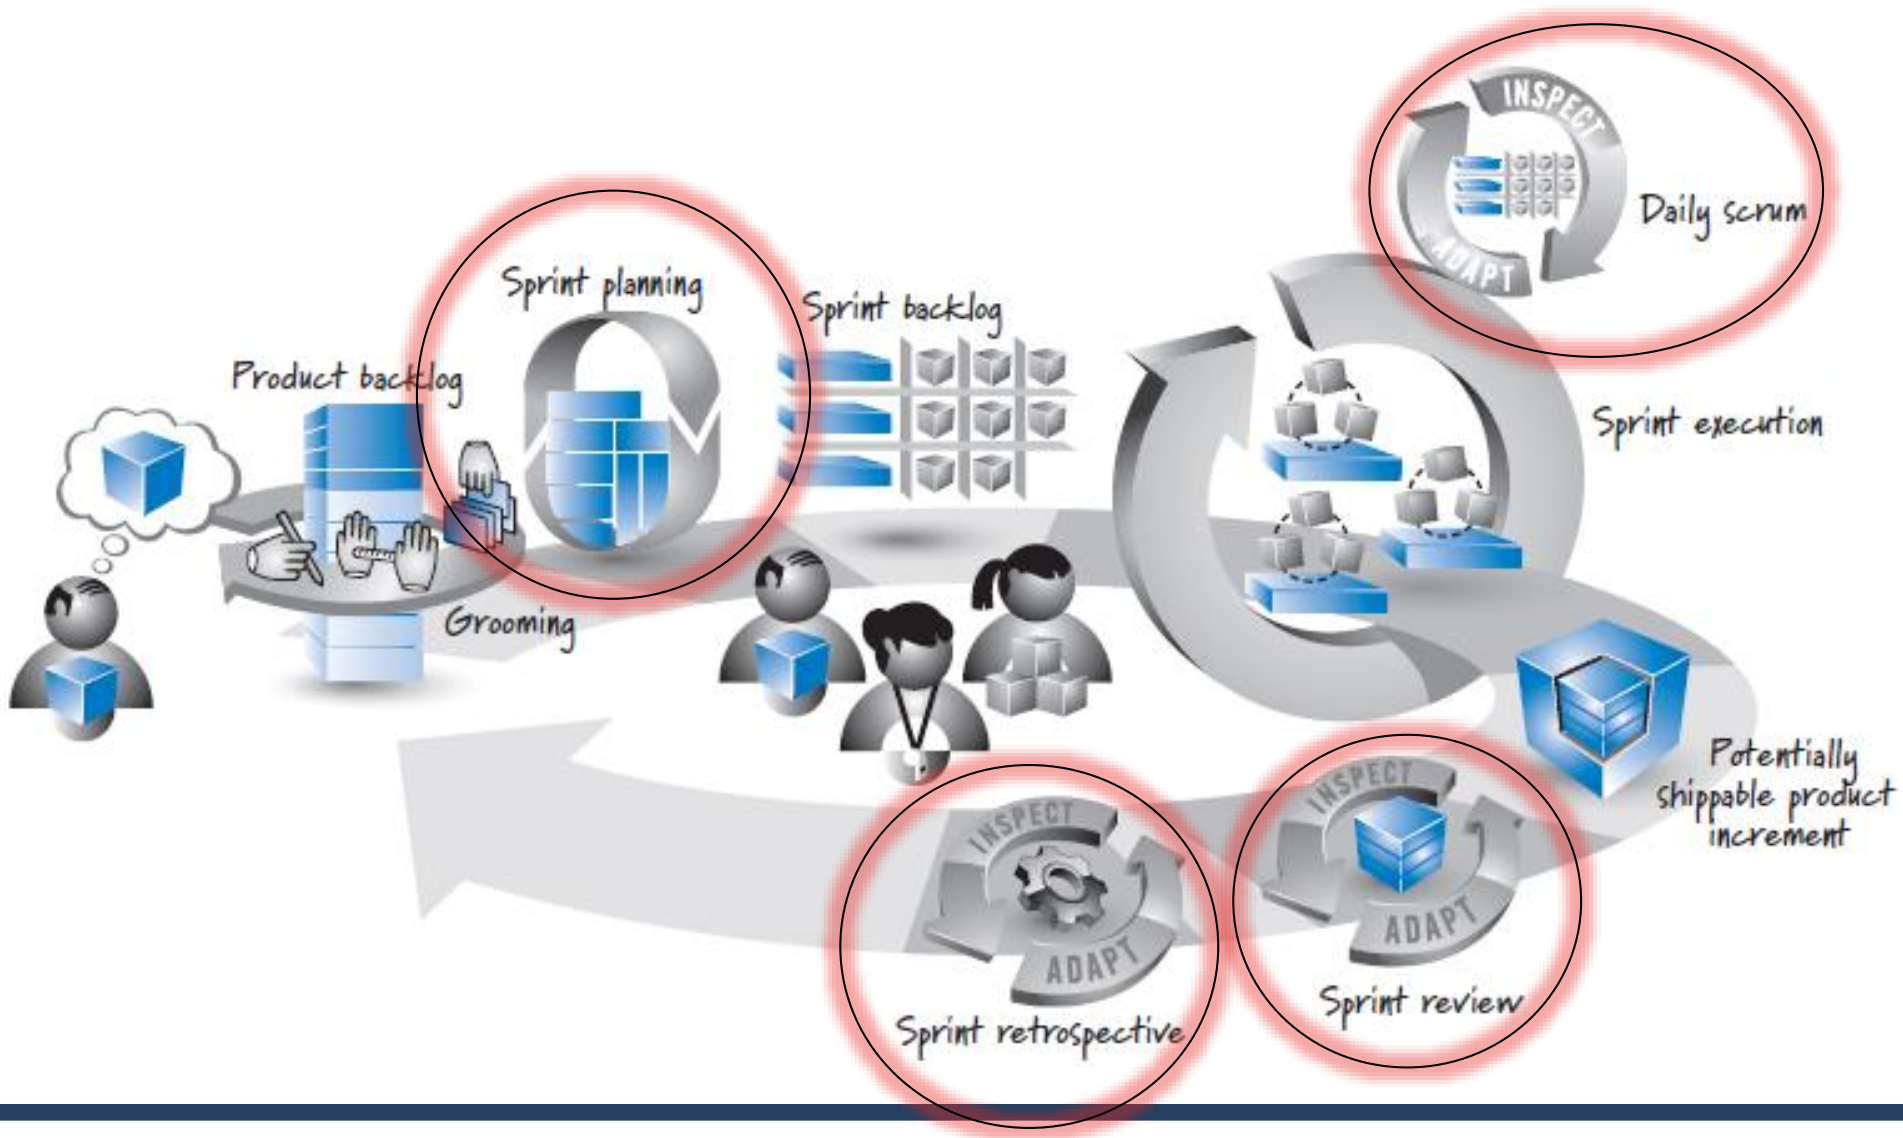 INSPECT
ADAPT
Daily scrum
Sprint planning
Sprint backlog
Product backlog
Sprint execution
Grooming
Potentially
shippable product
increment
INSPECT
ADAPT
Sprint review
INSPECT
ADAPT
Sprint retrospective